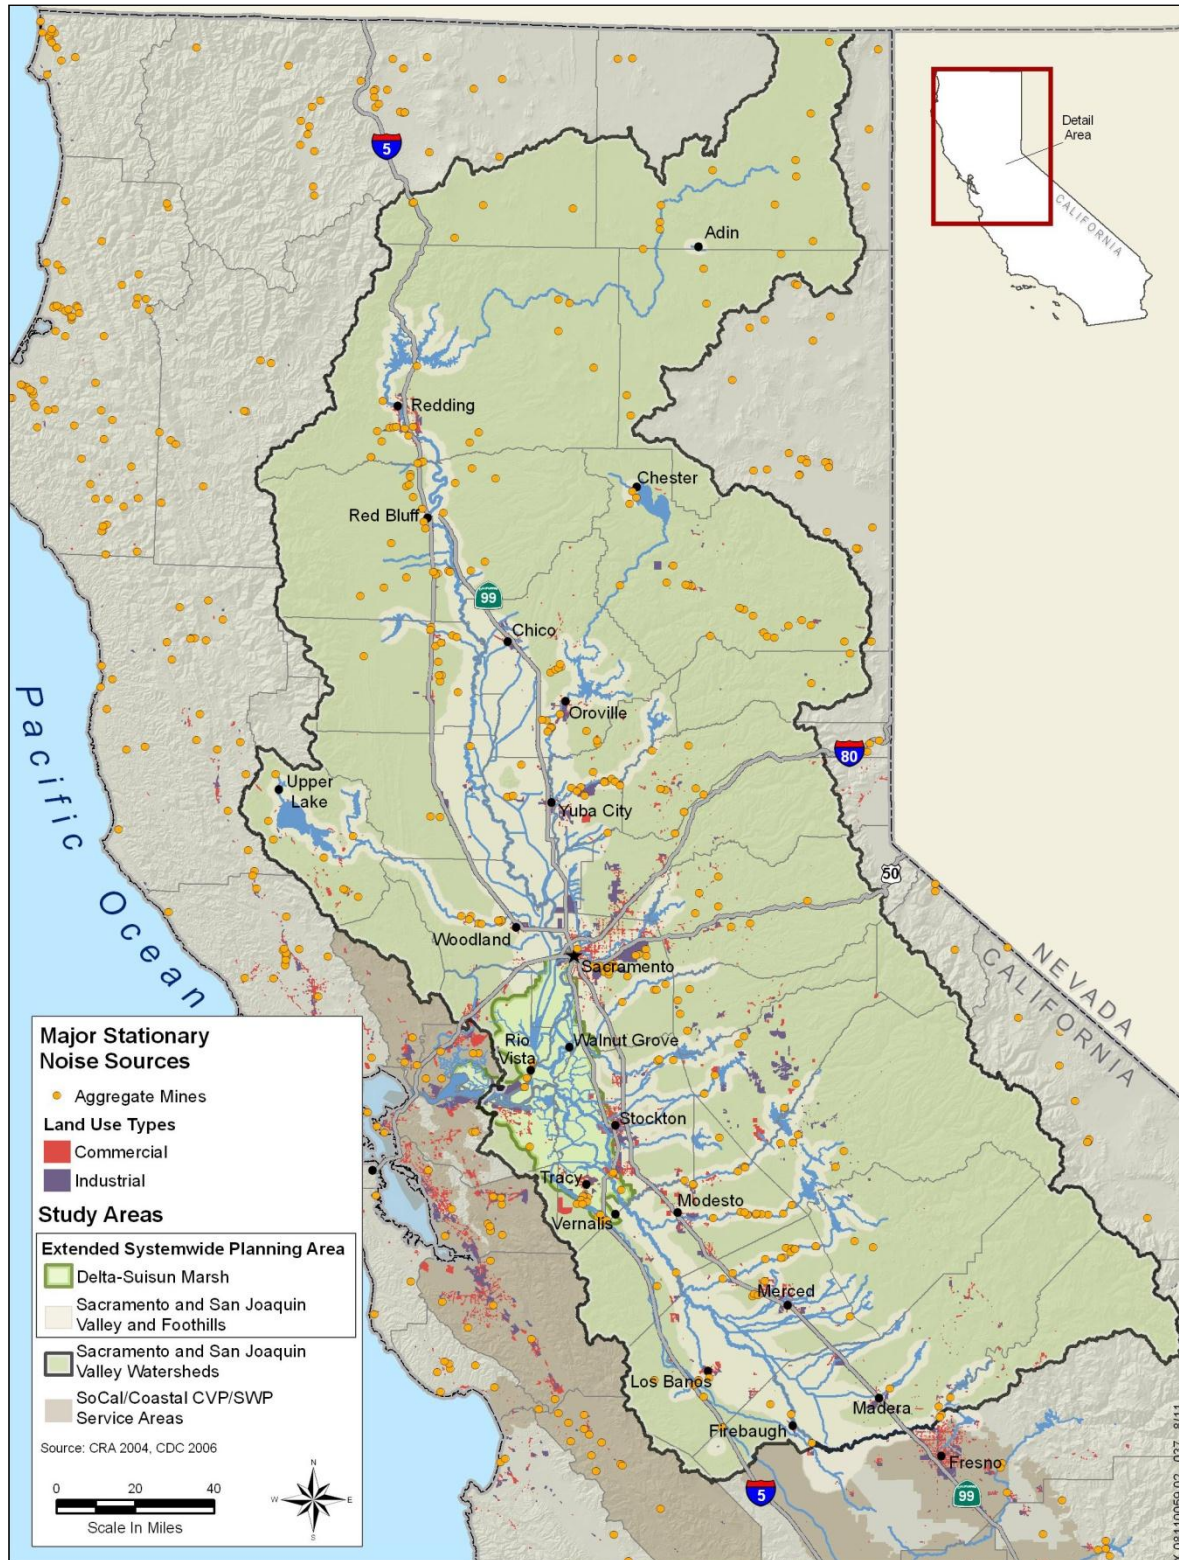 5
Detail
Area
CALIFORNIA
Adin
Redding
Chester
Red Bluff
99
Chico
Oroville
80
Upper
Lake
Yuba City
50
Pacific Ocean
Woodland
Sacramento
NEVADA
CALIFORNIA
Rio
Vista
Walnut Grove
Stockton
Tracy
Modesto
Vernalis
Merced
Los Banos
Madera
Firebaugh
Fresno
5
99
Major Stationary
Noise Sources
Aggregate Mines
Land Use Types
Commercial
Industrial
Study Areas
Extended Systemwide Planning Area
Delta-Suisun Marsh
Sacramento and San Joaquin
Valley and Foothills
Sacramento and San Joaquin
Valley Watersheds
SoCal/Coastal CVP/SWP
Service Areas
Source: CRA 2004, CDC 2006
0 20 40
Scale In Miles
N
W
E
S